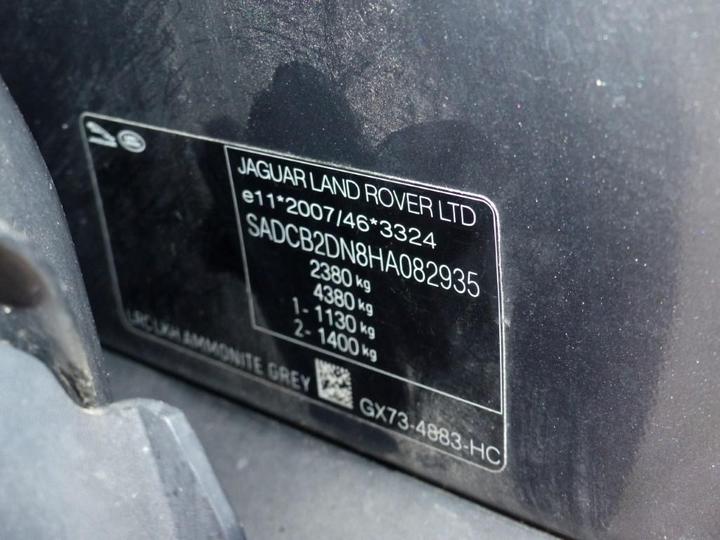 JAGUAR LAND ROVER LTD
e11*2007/46*3324
SADCB2DN8HA082935
2380 kg
4380 kg
1- 1130 kg
2- 1400 kg
AMMONITE GREY
GX73-4883-HC